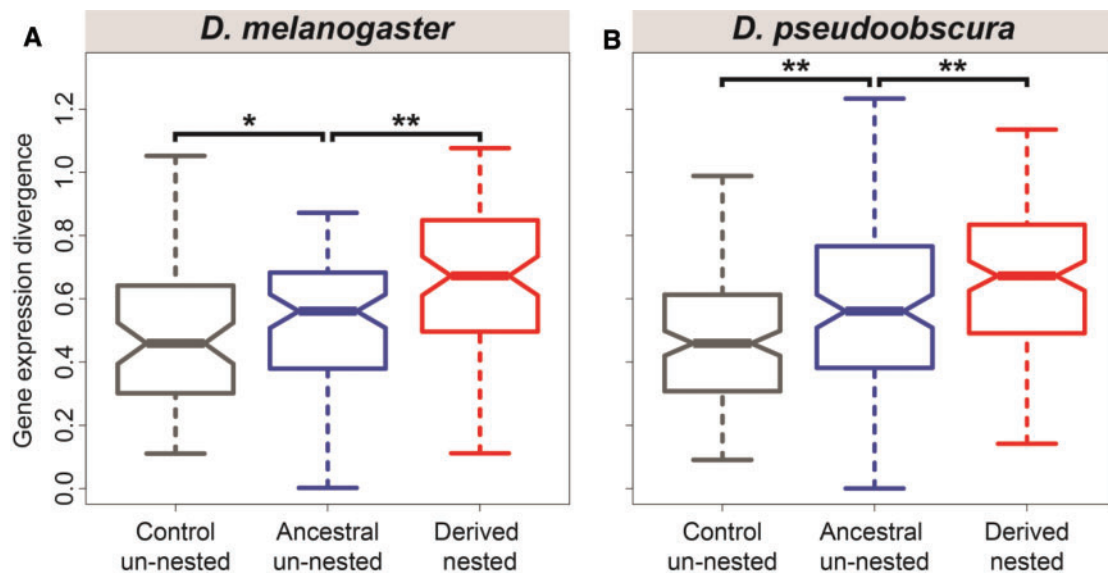 A
D. melanogaster
B
D. pseudoobscura
Gene expression divergence
1.2
1.0
0.8
0.6
0.4
0.2
0.0
*
**
**
**
Control
un-nested
Ancestral
un-nested
Derived
nested
Control
un-nested
Ancestral
un-nested
Derived
nested